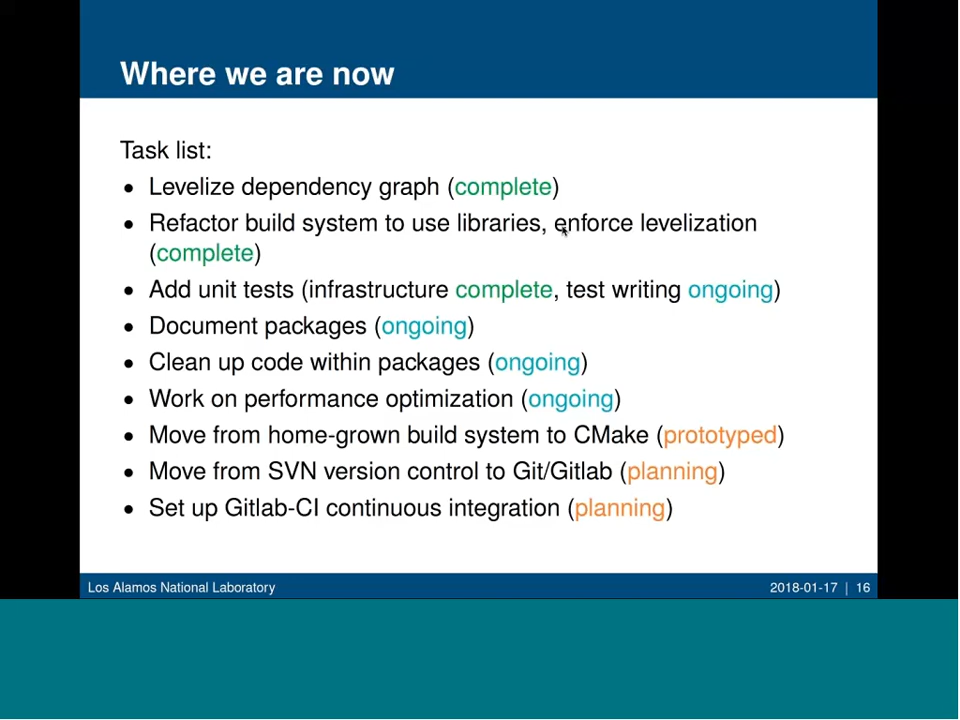 Where we are now
Task list:
• Levelize dependency graph (complete)
• Refactor build system to use libraries, enforce levelization
(complete)
• Add unit tests (infrastructure complete, test writing ongoing)
• Document packages (ongoing)
• Clean up code within packages (ongoing)
• Work on performance optimization (ongoing)
• Move from home-grown build system to CMake (prototyped)
• Move from SVN version control to Git/Gitlab (planning)
• Set up Gitlab-CI continuous integration (planning)
Los Alamos National Laboratory 2018-01-17 | 16